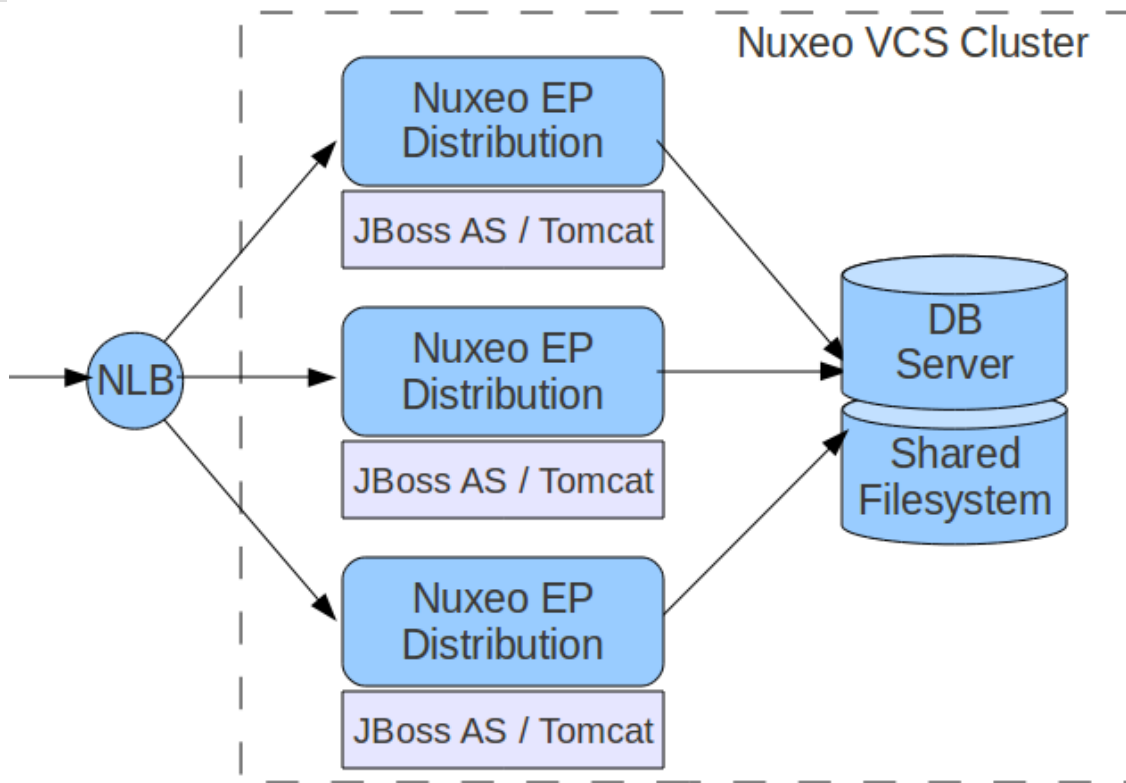 Nuxeo VCS Cluster
Nuxeo EP
Distribution
JBoss AS / Tomcat
NLB
Nuxeo EP
Distribution
JBoss AS / Tomcat
Nuxeo EP
Distribution
JBoss AS / Tomcat
DB
Server
Shared
Filesystem